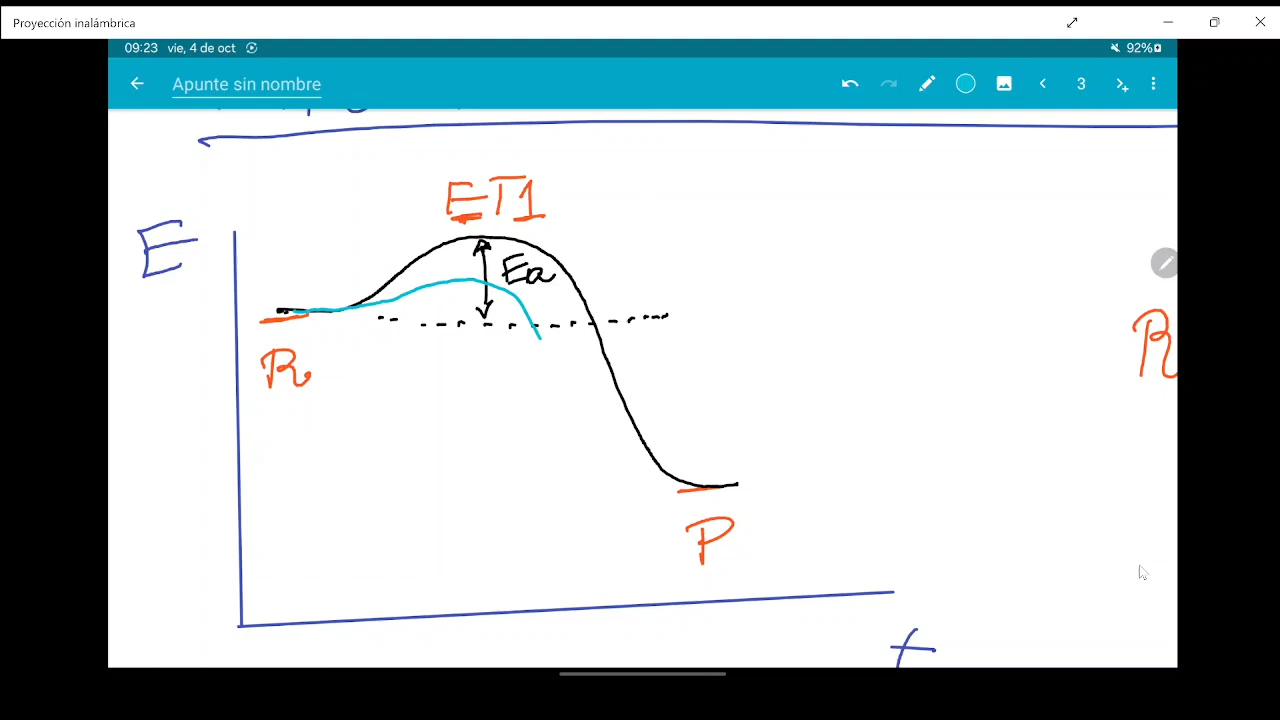 Proyección inalámbrica
09:23 vie, 4 de oct
92%
Apunte sin nombre
3
ET1
E
Ea
R
R
P
t